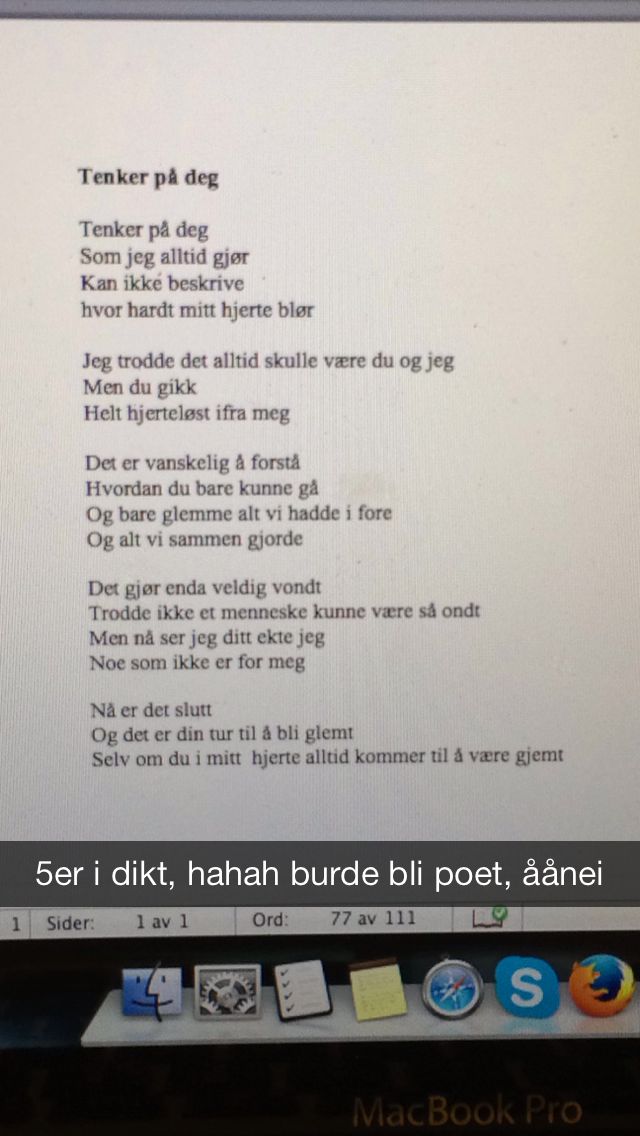 Tenker på deg
Tenker på deg
Som jeg alltid gjør
Kan ikke beskrive
hvor hardt mitt hjerte blør
Jeg trodde det alltid skulle være du og jeg
Men du gikk
Helt hjerteløst ifra meg
Det er vanskelig å forstå
Hvordan du bare kunne gå
Og bare glemme alt vi hadde i fore
Og alt vi sammen gjorde
Det gjør enda veldig vondt
Trodde ikke et menneske kunne være så ondt
Men nå ser jeg ditt ekte jeg
Noe som ikke er for meg
Nå er det slutt
Og det er din tur til å bli glemt
Selv om du i mitt  hjerte alltid kommer til å være gjemt
5er i dikt, hahah burde bli poet, åånei
1 Sider: 1 av 1 Ord: 77 av 111
S
MacBook Pro